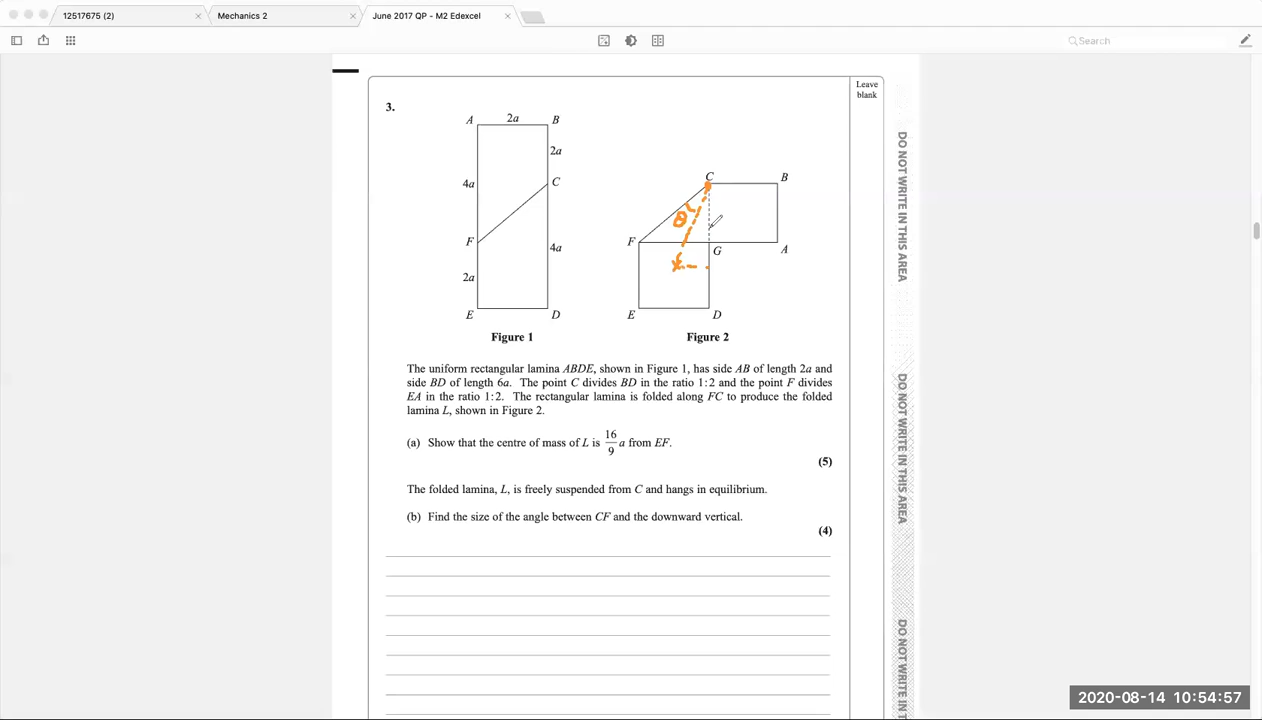 12517675 (2)
Mechanics 2
June 2017 QP - M2 Edexcel
Search
Leave
blank
3.
A 2a B
2a
4a C
F 4a
2a
E D
Figure 1
C B
θ
F G A
E D
Figure 2
The uniform rectangular lamina ABDE, shown in Figure 1, has side AB of length 2a and
side BD of length 6a. The point C divides BD in the ratio 1:2 and the point F divides
EA in the ratio 1:2. The rectangular lamina is folded along FC to produce the folded
lamina L, shown in Figure 2.
(a) Show that the centre of mass of L is 16/9 a from EF.
(5)
The folded lamina, L, is freely suspended from C and hangs in equilibrium.
(b) Find the size of the angle between CF and the downward vertical.
(4)
DO NOT WRITE IN THIS AREA
DO NOT WRITE IN THIS AREA
DO NOT WRITE IN T
2020-08-14 10:54:57